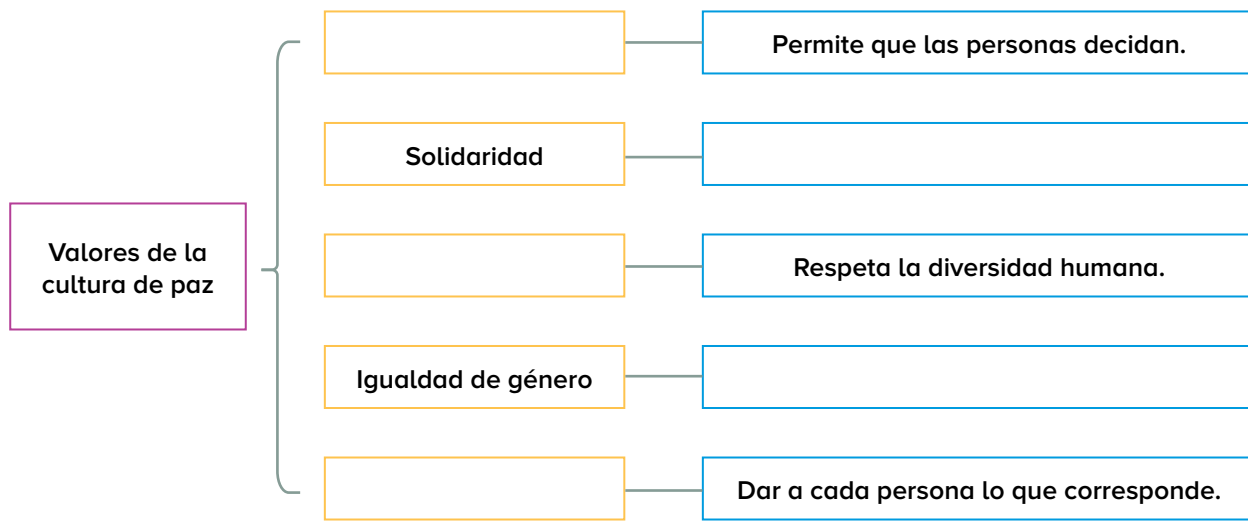 Valores de la
cultura de paz
Permite que las personas decidan.
Solidaridad
Respeta la diversidad humana.
Igualdad de género
Dar a cada persona lo que corresponde.